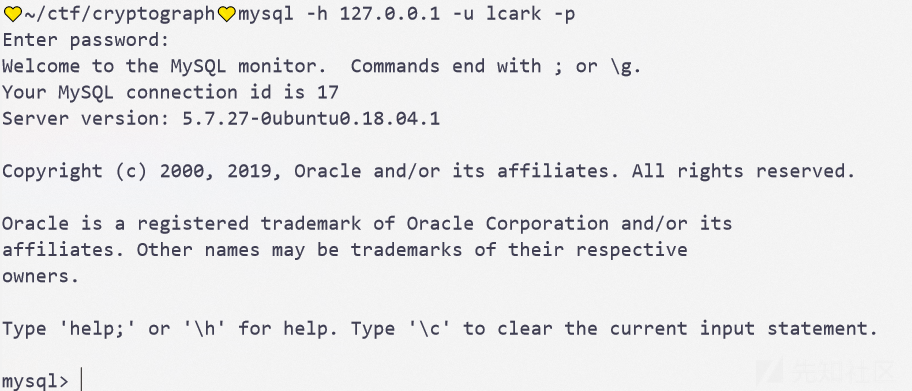 💛~/ctf/cryptograph💛mysql -h 127.0.0.1 -u lcark -p
Enter password:
Welcome to the MySQL monitor.  Commands end with ; or \g.
Your MySQL connection id is 17
Server version: 5.7.27-0ubuntu0.18.04.1
Copyright (c) 2000, 2019, Oracle and/or its affiliates. All rights reserved.
Oracle is a registered trademark of Oracle Corporation and/or its
affiliates. Other names may be trademarks of their respective
owners.
Type 'help;' or '\h' for help. Type '\c' to clear the current input statement.
mysql>
先知社区